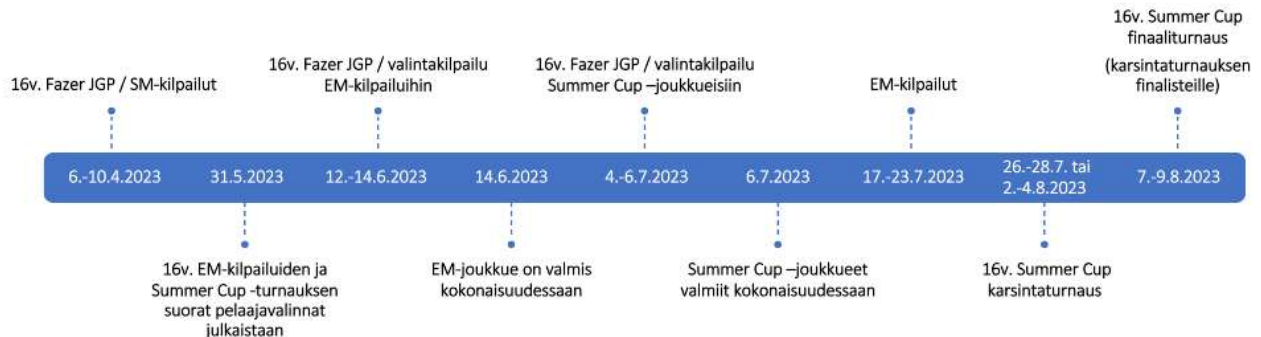 16v. Fazer JGP / SM-kilpailut
16v. Fazer JGP / valintakilpailu
EM-kilpailuihin
16v. Fazer JGP / valintakilpailu
Summer Cup –joukkueisiin
EM-kilpailut
16v. Summer Cup
finaaliturnaus
(karsintaturnauksen
finalisteille)
6.-10.4.2023
31.5.2023
12.-14.6.2023
14.6.2023
4.-6.7.2023
6.7.2023
17.-23.7.2023
26.-28.7. tai
2.-4.8.2023
7.-9.8.2023
16v. EM-kilpailuiden ja
Summer Cup -turnauksen
suorat pelaajavalinnat
julkaistaan
EM-joukkue on valmis
kokonaisuudessaan
Summer Cup –joukkueet
valmiit kokonaisuudessaan
16v. Summer Cup
karsintaturnaus